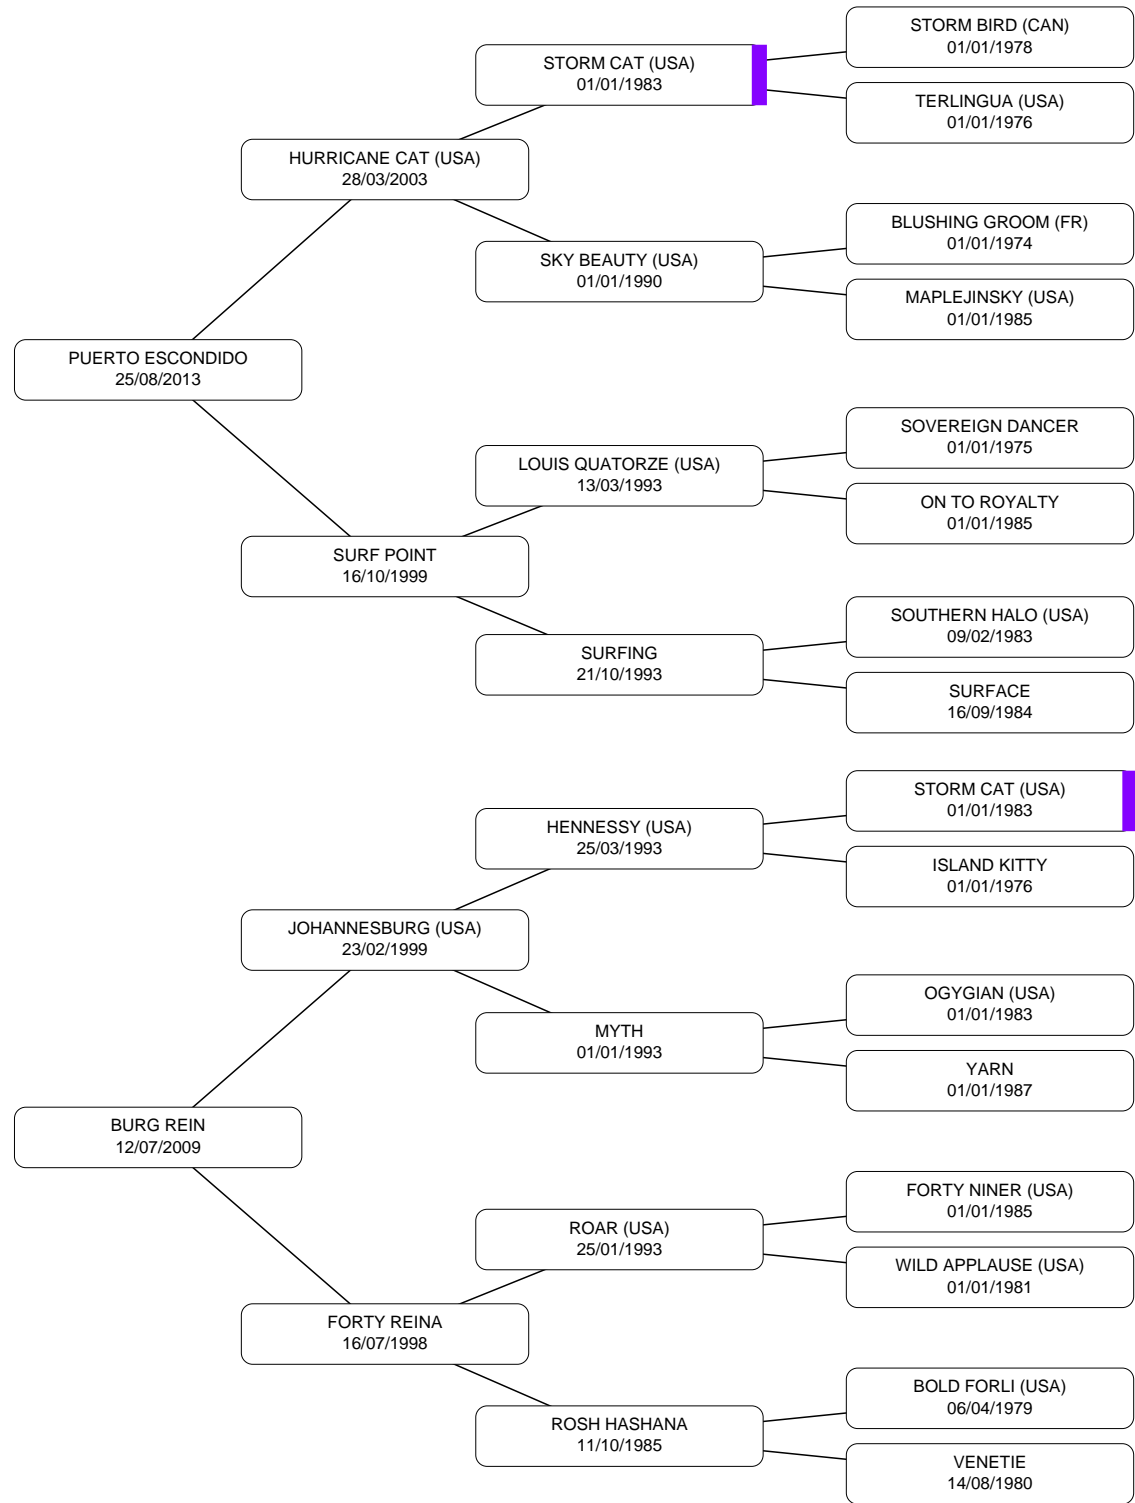 STORM BIRD (CAN)
01/01/1978
STORM CAT (USA)
01/01/1983
TERLINGUA (USA)
01/01/1976
HURRICANE CAT (USA)
28/03/2003
BLUSHING GROOM (FR)
01/01/1974
SKY BEAUTY (USA)
01/01/1990
MAPLEJINSKY (USA)
01/01/1985
PUERTO ESCONDIDO
25/08/2013
SOVEREIGN DANCER
01/01/1975
LOUIS QUATORZE (USA)
13/03/1993
ON TO ROYALTY
01/01/1985
SURF POINT
16/10/1999
SOUTHERN HALO (USA)
09/02/1983
SURFING
21/10/1993
SURFACE
16/09/1984
STORM CAT (USA)
01/01/1983
HENNESSY (USA)
25/03/1993
ISLAND KITTY
01/01/1976
JOHANNESBURG (USA)
23/02/1999
OGYGIAN (USA)
01/01/1983
MYTH
01/01/1993
YARN
01/01/1987
BURG REIN
12/07/2009
FORTY NINER (USA)
01/01/1985
ROAR (USA)
25/01/1993
WILD APPLAUSE (USA)
01/01/1981
FORTY REINA
16/07/1998
BOLD FORLI (USA)
06/04/1979
ROSH HASHANA
11/10/1985
VENETIE
14/08/1980